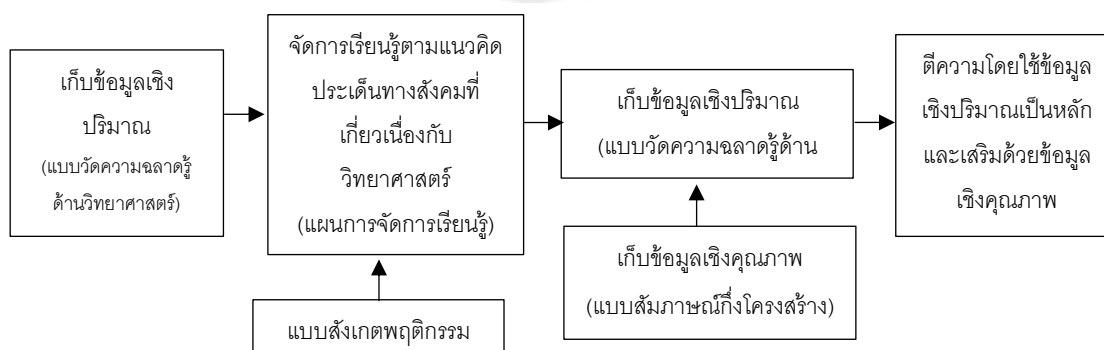 เก็บข้อมูลเชิง
ปริมาณ
(แบบวัดความฉลาดรู้
ด้านวิทยาศาสตร์)
จัดการเรียนรู้ตามแนวคิด
ประเด็นทางสังคมที่
เกี่ยวเนื่องกับ
วิทยาศาสตร์
(แผนการจัดการเรียนรู้)
แบบสังเกตพฤติกรรม
เก็บข้อมูลเชิงปริมาณ
(แบบวัดความฉลาดรู้ด้าน
เก็บข้อมูลเชิงคุณภาพ
(แบบสัมภาษณ์กึ่งโครงสร้าง)
ตีความโดยใช้ข้อมูล
เชิงปริมาณเป็นหลัก
และเสริมด้วยข้อมูล
เชิงคุณภาพ